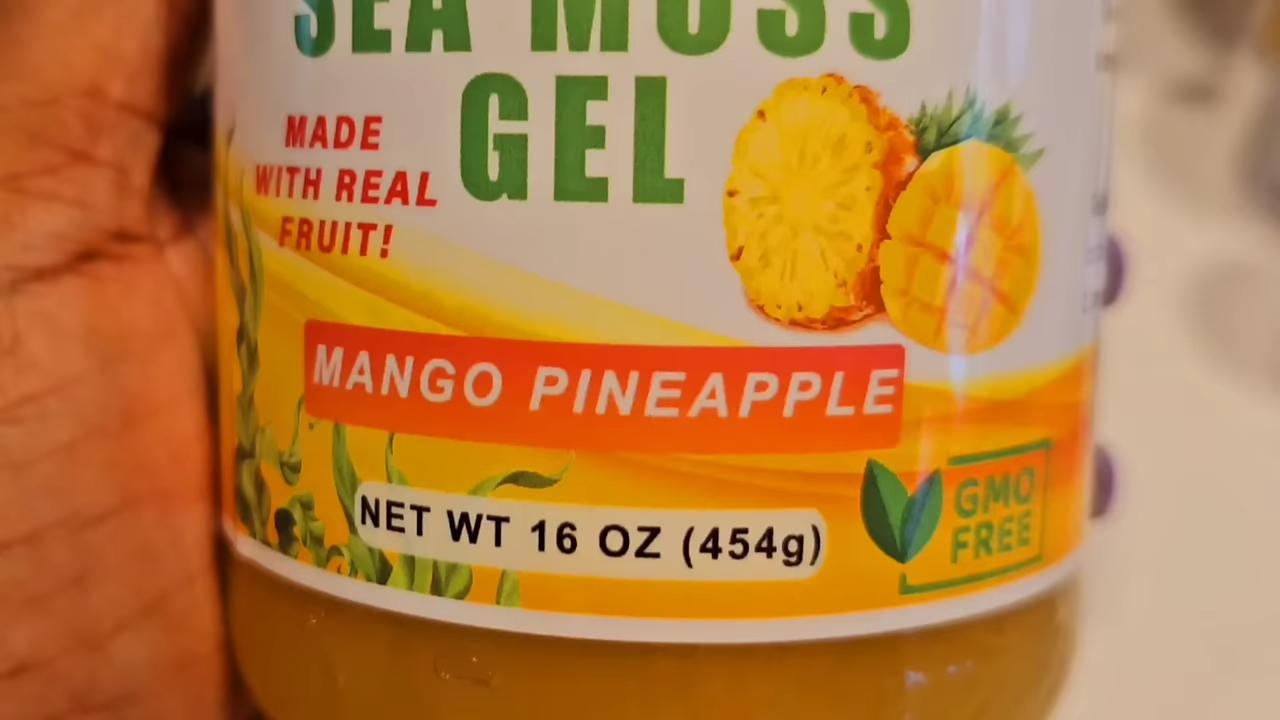 SEA MOSS
GEL
MADE
WITH REAL
FRUIT!
MANGO PINEAPPLE
NET WT 16 OZ (454g)
GMO
FREE